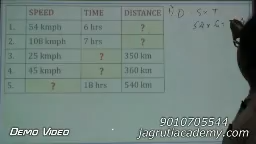 SPEED TIME DISTANCE
1. 54 kmph 6 hrs ?
2. 108 kmph 7 hrs ?
3. 25 kmph ? 350 km
4. 45 kmph ? 360 km
5. ? 18 hrs 540 km
9010705544
DEMO VIDEO
jagrutiacademy.com